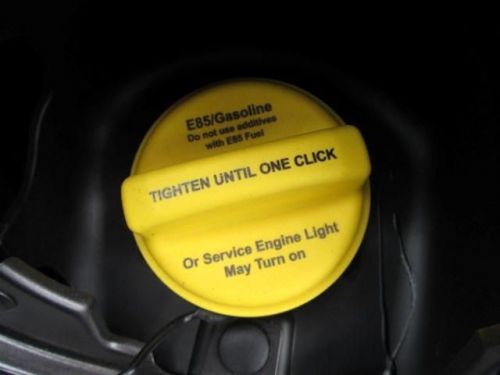 E85/Gasoline
Do not use additives
with E85 Fuel
TIGHTEN UNTIL ONE CLICK
Or Service Engine Light
May Turn on